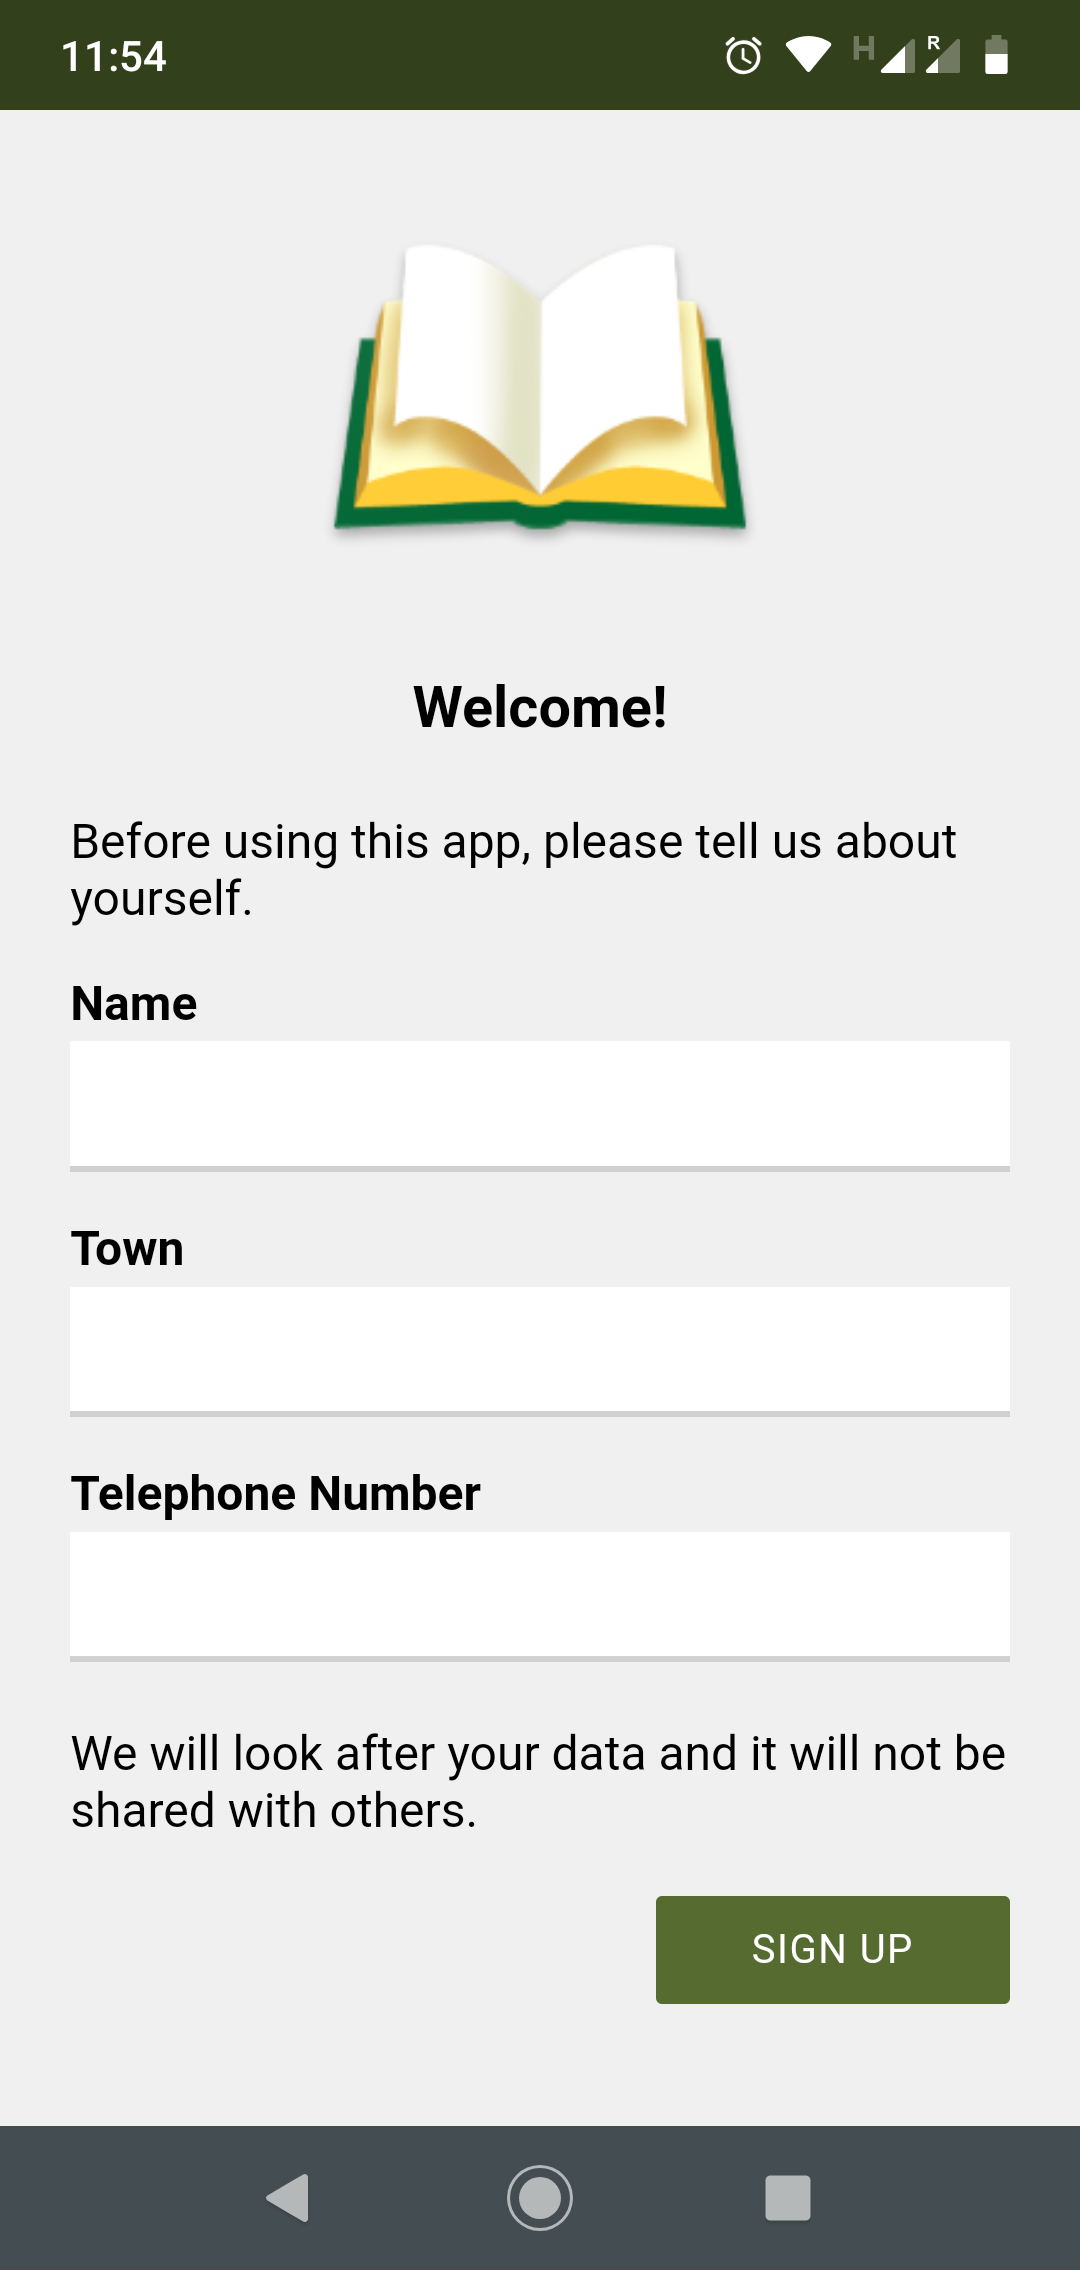 11:54
H
R
Welcome!
Before using this app, please tell us about
yourself.
Name
Town
Telephone Number
We will look after your data and it will not be
shared with others.
SIGN UP